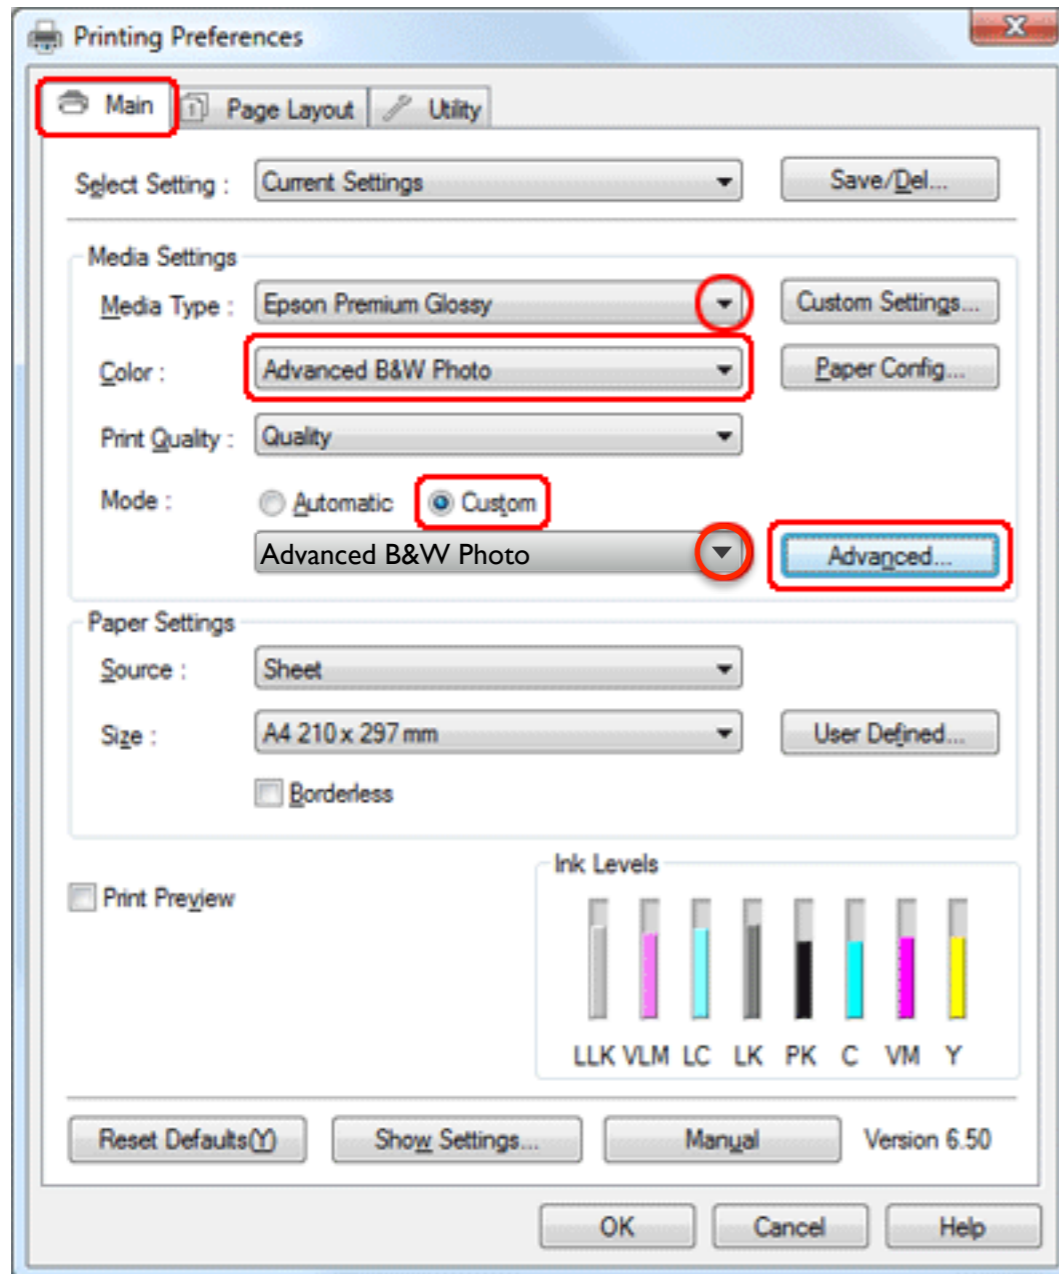 Printing Preferences
Main Page Layout Utility
Select Setting : Current Settings Save/Del...
Media Settings
Media Type : Epson Premium Glossy Custom Settings...
Color : Advanced B&W Photo Paper Config...
Print Quality : Quality
Mode : Automatic Custom
Advanced B&W Photo Advanced...
Paper Settings
Source : Sheet
Size : A4 210 x 297 mm User Defined...
Borderless
Ink Levels
Print Preview
LLK VLM LC LK PK C VM Y
Reset Defaults(Y) Show Settings... Manual Version 6.50
OK Cancel Help